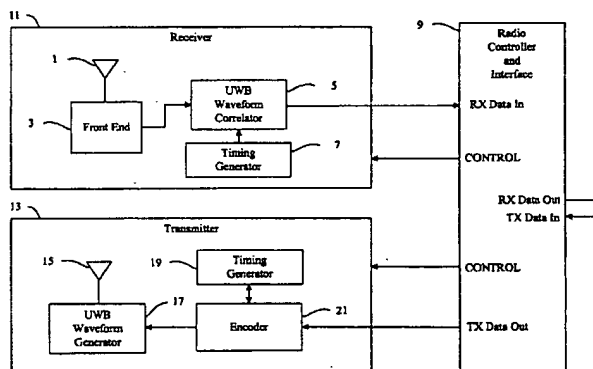 11
Receiver
9
Radio
Controller
and
Interface
1
UWB
Waveform
Correlator
5
3
Front End
RX Data In
Timing
Generator
7
CONTROL
RX Data Out
TX Data In
13
Transmitter
15
19
Timing
Generator
CONTROL
17
21
UWB
Waveform
Generator
Encoder
TX Data Out